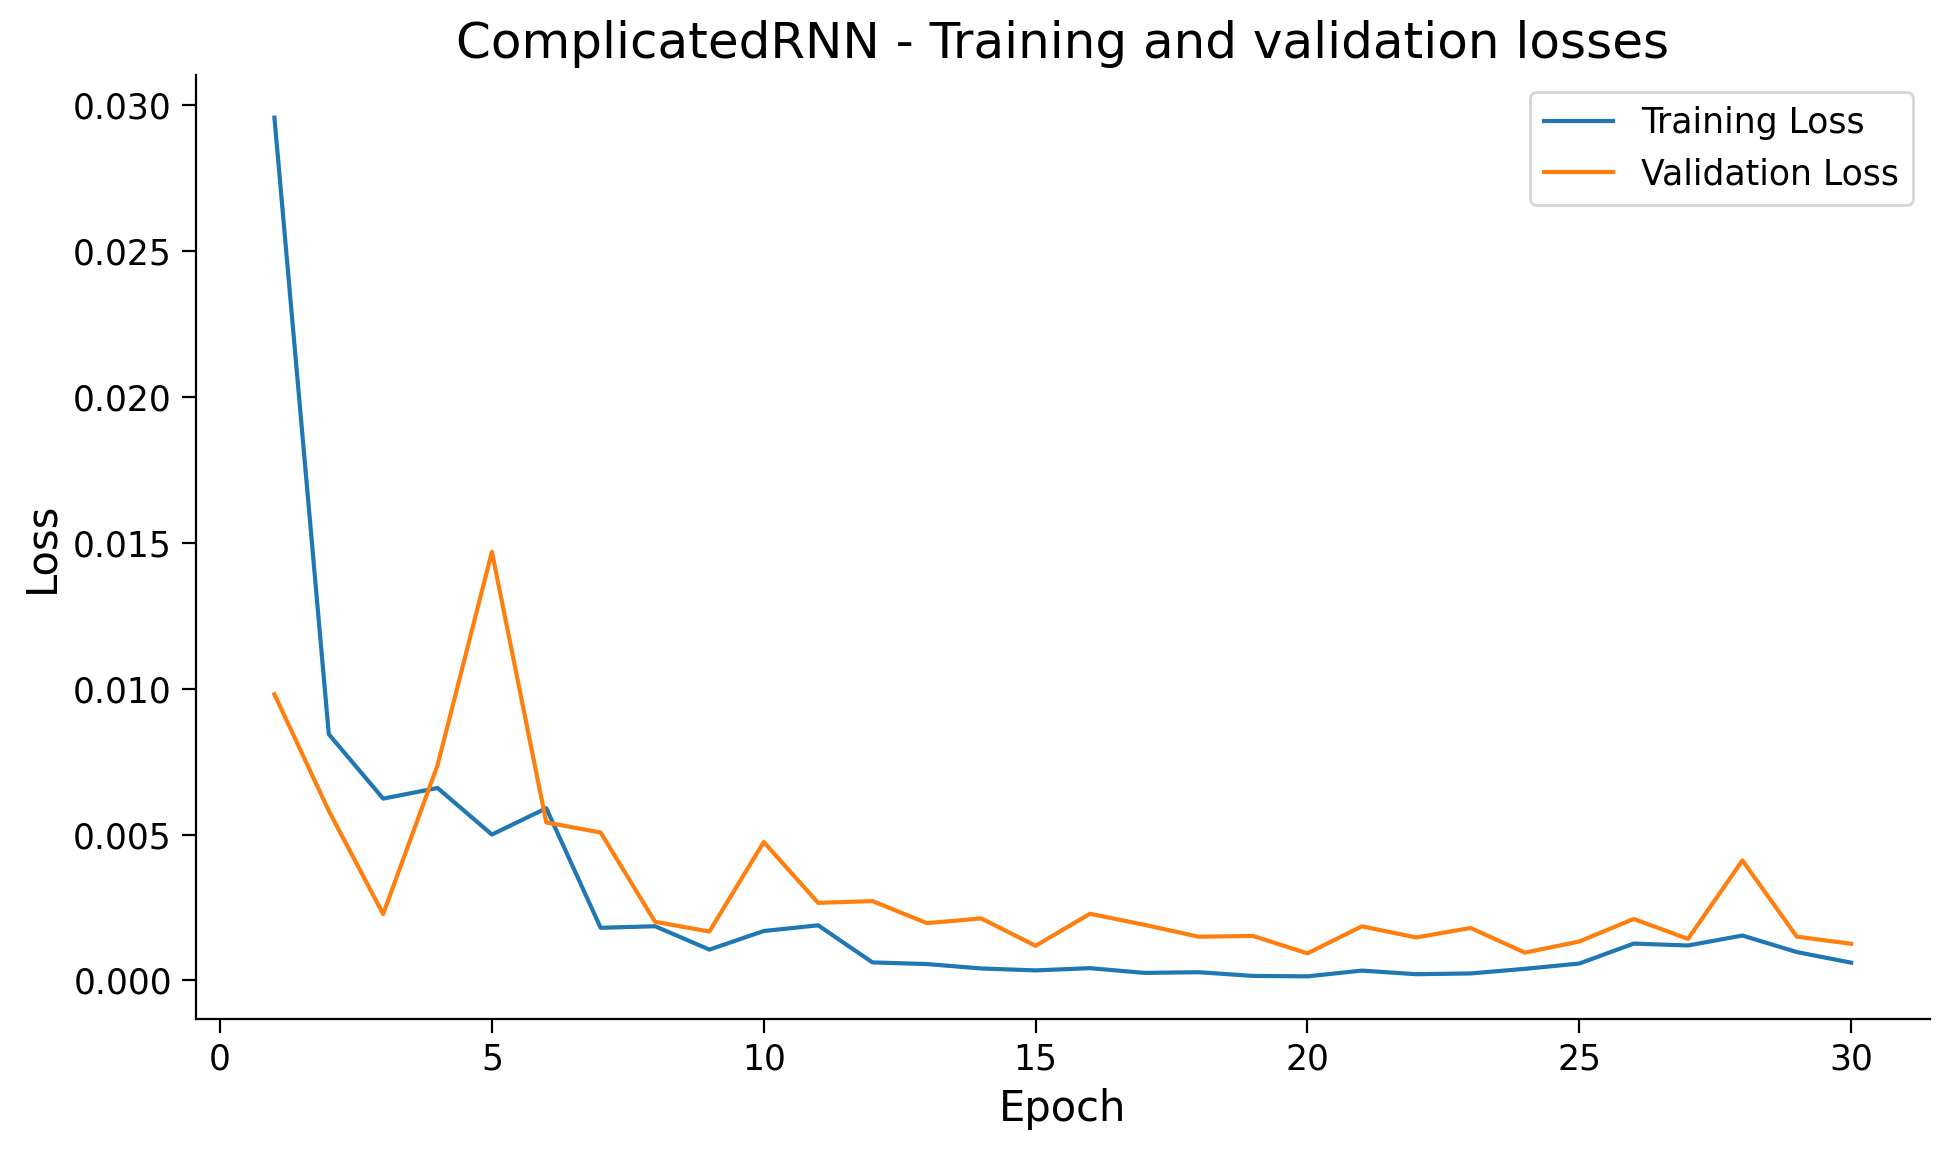 ComplicatedRNN - Training and validation losses
Training Loss
Validation Loss
Loss
0.030
0.025
0.020
0.015
0.010
0.005
0.000
0 5 10 15 20 25 30
Epoch